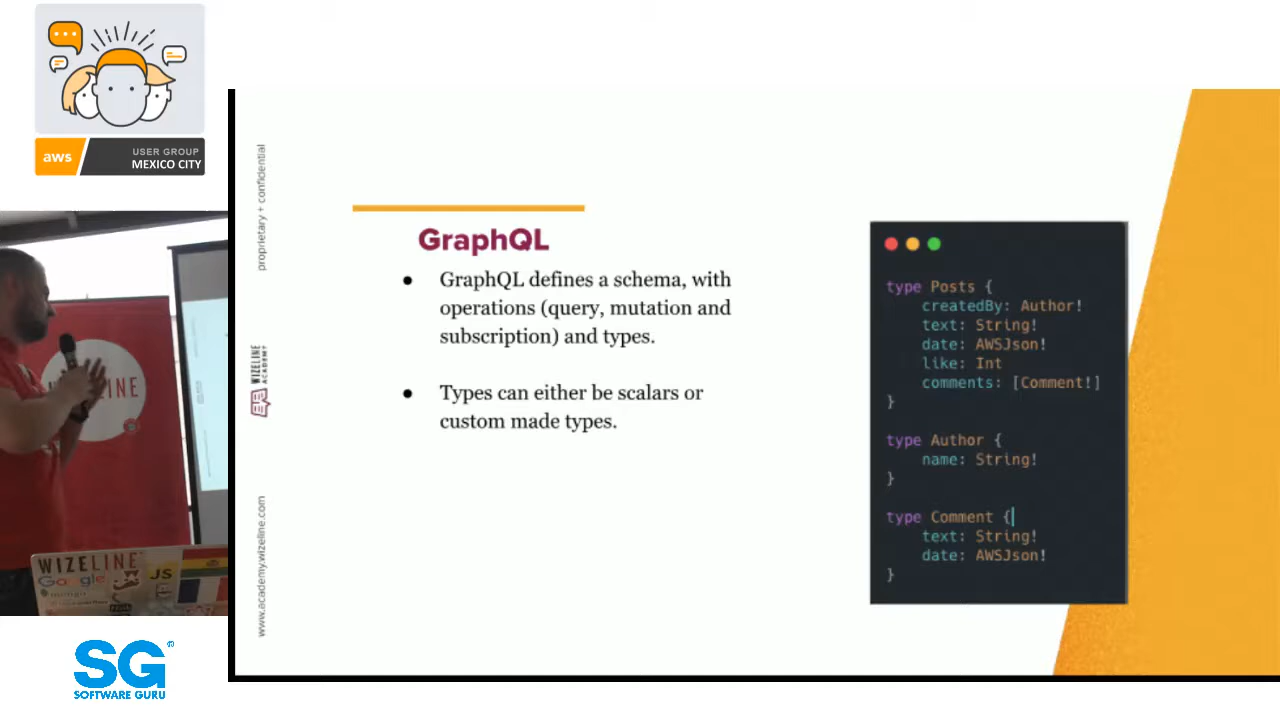 aws
USER GROUP
MEXICO CITY
proprietary + confidential
WIZELINE
ACADEMY
www.academy.wizeline.com
GraphQL
● GraphQL defines a schema, with
operations (query, mutation and
subscription) and types.
● Types can either be scalars or
custom made types.
type Posts {
createdBy: Author!
text: String!
date: AWSJson!
like: Int
comments: [Comment!]
}
type Author {
name: String!
}
type Comment {
text: String!
date: AWSJson!
}
LINE
WIZELINE
Google
JS
SG®
SOFTWARE GURU